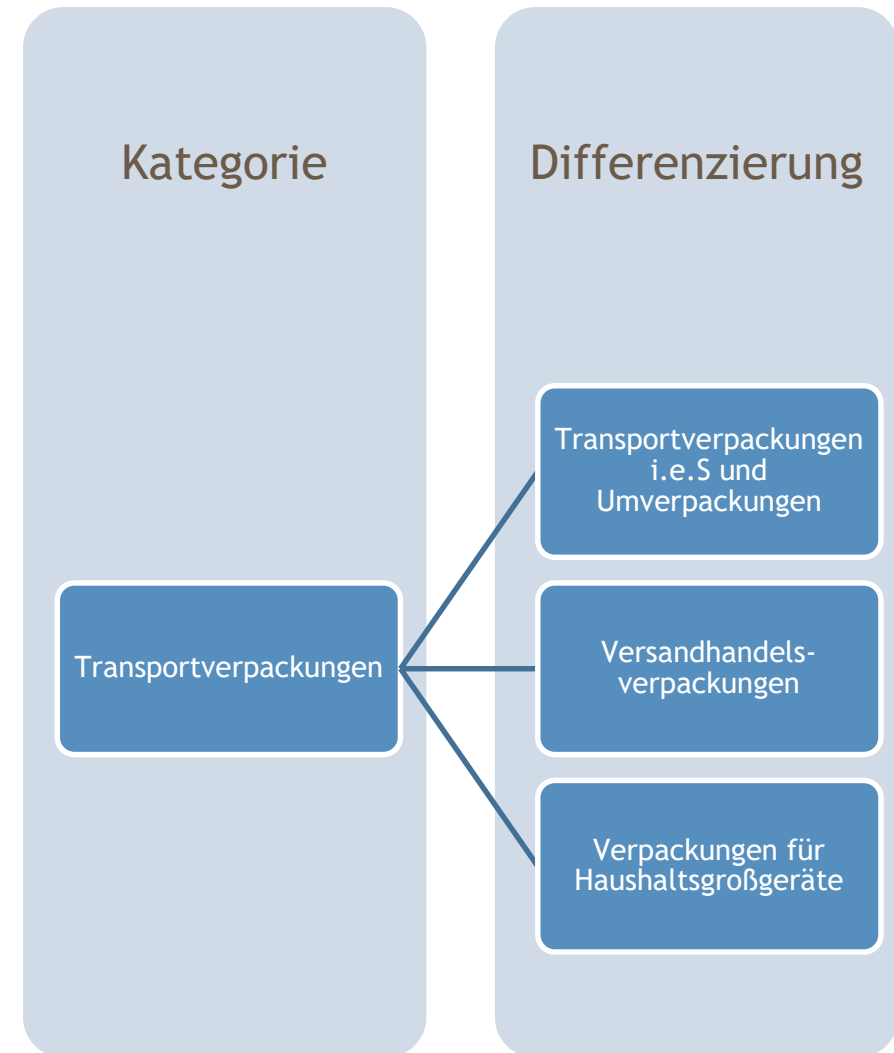 Kategorie
Differenzierung
Transportverpackungen
Transportverpackungen
i.e.S und
Umverpackungen
Versandhandels-
verpackungen
Verpackungen für
Haushaltsgroßgeräte